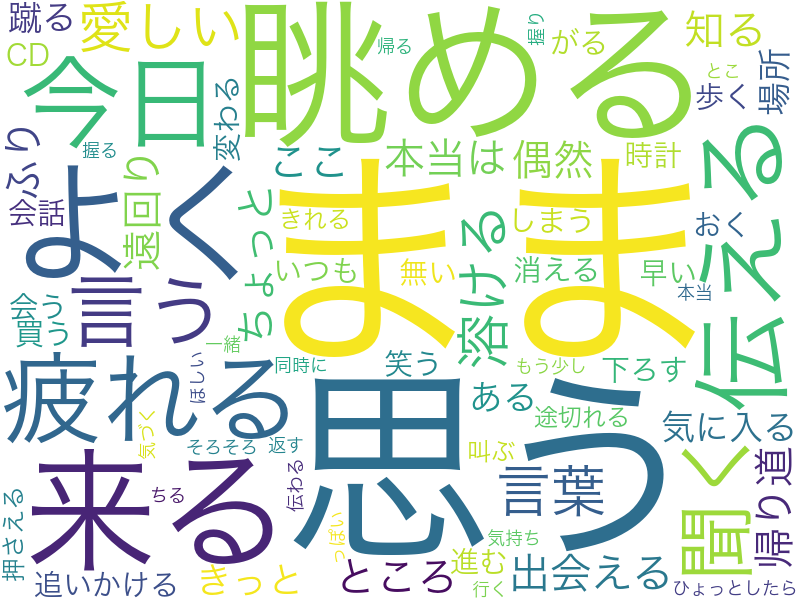 蹴る
愛しい
眺める
帰る
握り
がる
知る
CD
今日
とこ
歩く
場所
ふり
握る
変わる
ここ
本当は
偶然
時計
よく
会話
遠回り
ちょっと
きれる
まま
しまう
おく
伝える
いつも
無い
溶ける
消える
早い
言う
会う
買う
本当
一緒
同時に
笑う
もう少し
下ろす
疲れる
ほしい
思う
ある
途切れる
気に入る
気づく
そろそろ
返す
叫ぶ
聞く
帰り道
来る
伝わる
言葉
押さえる
ちる
っぽい
気持ち
追いかける
きっと
ところ
進む
行く
出会える
ひょっとしたら